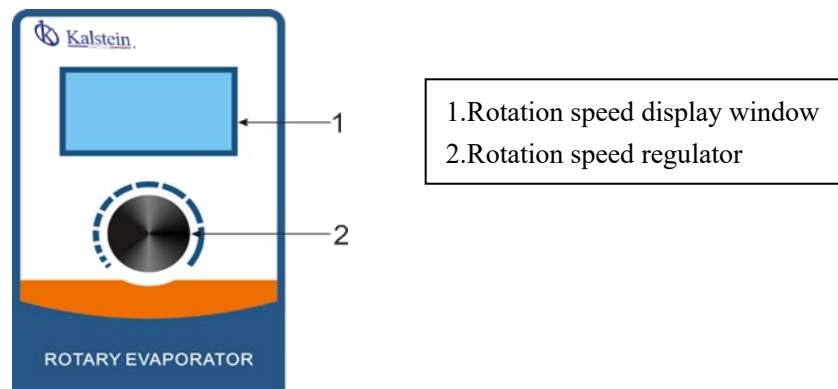 Kalstein.
1
2
ROTARY EVAPORATOR
1.Rotation speed display window
2.Rotation speed regulator